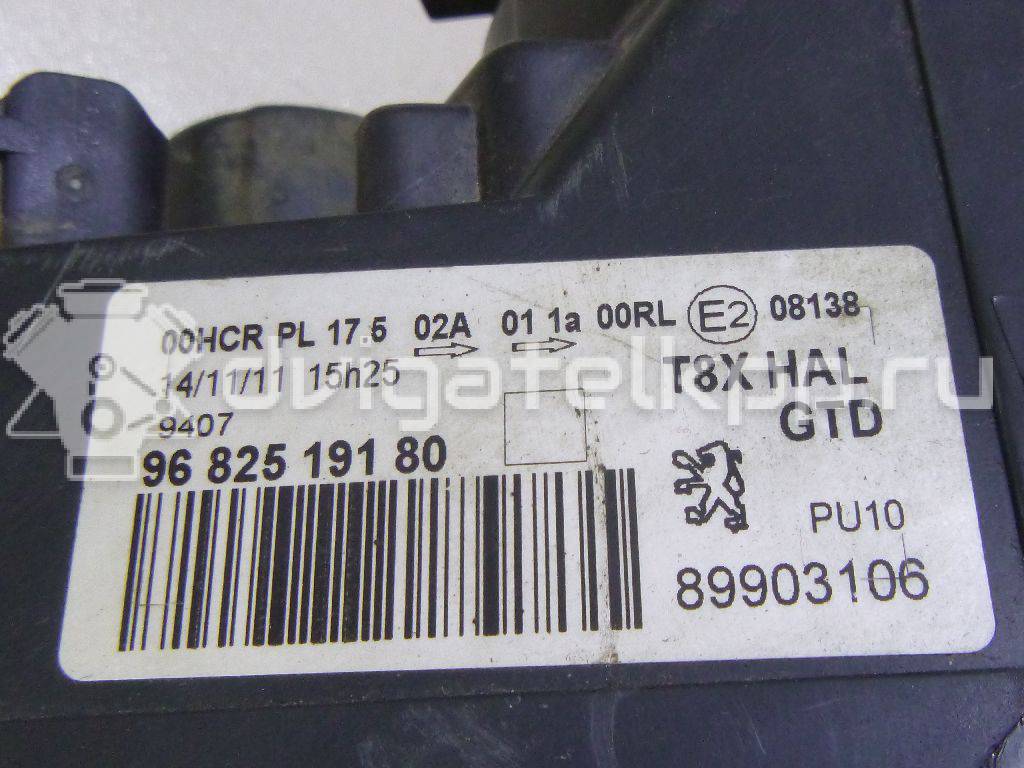 00HCR PL 17.5 02A 01 1a 00RL E2 08138
14/11/11 15h25
9407
96 825 191 80
T8X HAL
GTD
PU10
89903106
dvigatelkpp.ru